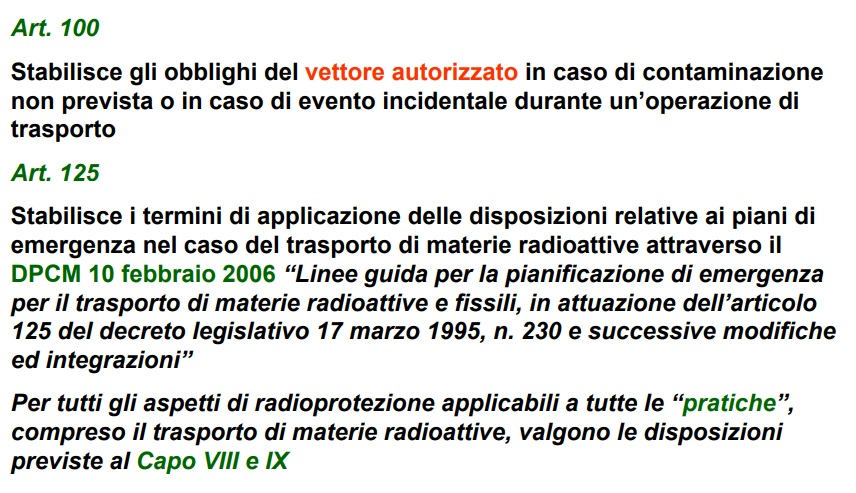 Art. 100
Stabilisce gli obblighi del vettore autorizzato in caso di contaminazione
non prevista o in caso di evento incidentale durante un’operazione di
trasporto
Art. 125
Stabilisce i termini di applicazione delle disposizioni relative ai piani di
emergenza nel caso del trasporto di materie radioattive attraverso il
DPCM 10 febbraio 2006 “Linee guida per la pianificazione di emergenza
per il trasporto di materie radioattive e fissili, in attuazione dell’articolo
125 del decreto legislativo 17 marzo 1995, n. 230 e successive modifiche
ed integrazioni”
Per tutti gli aspetti di radioprotezione applicabili a tutte le “pratiche”,
compreso il trasporto di materie radioattive, valgono le disposizioni
previste al Capo VIII e IX